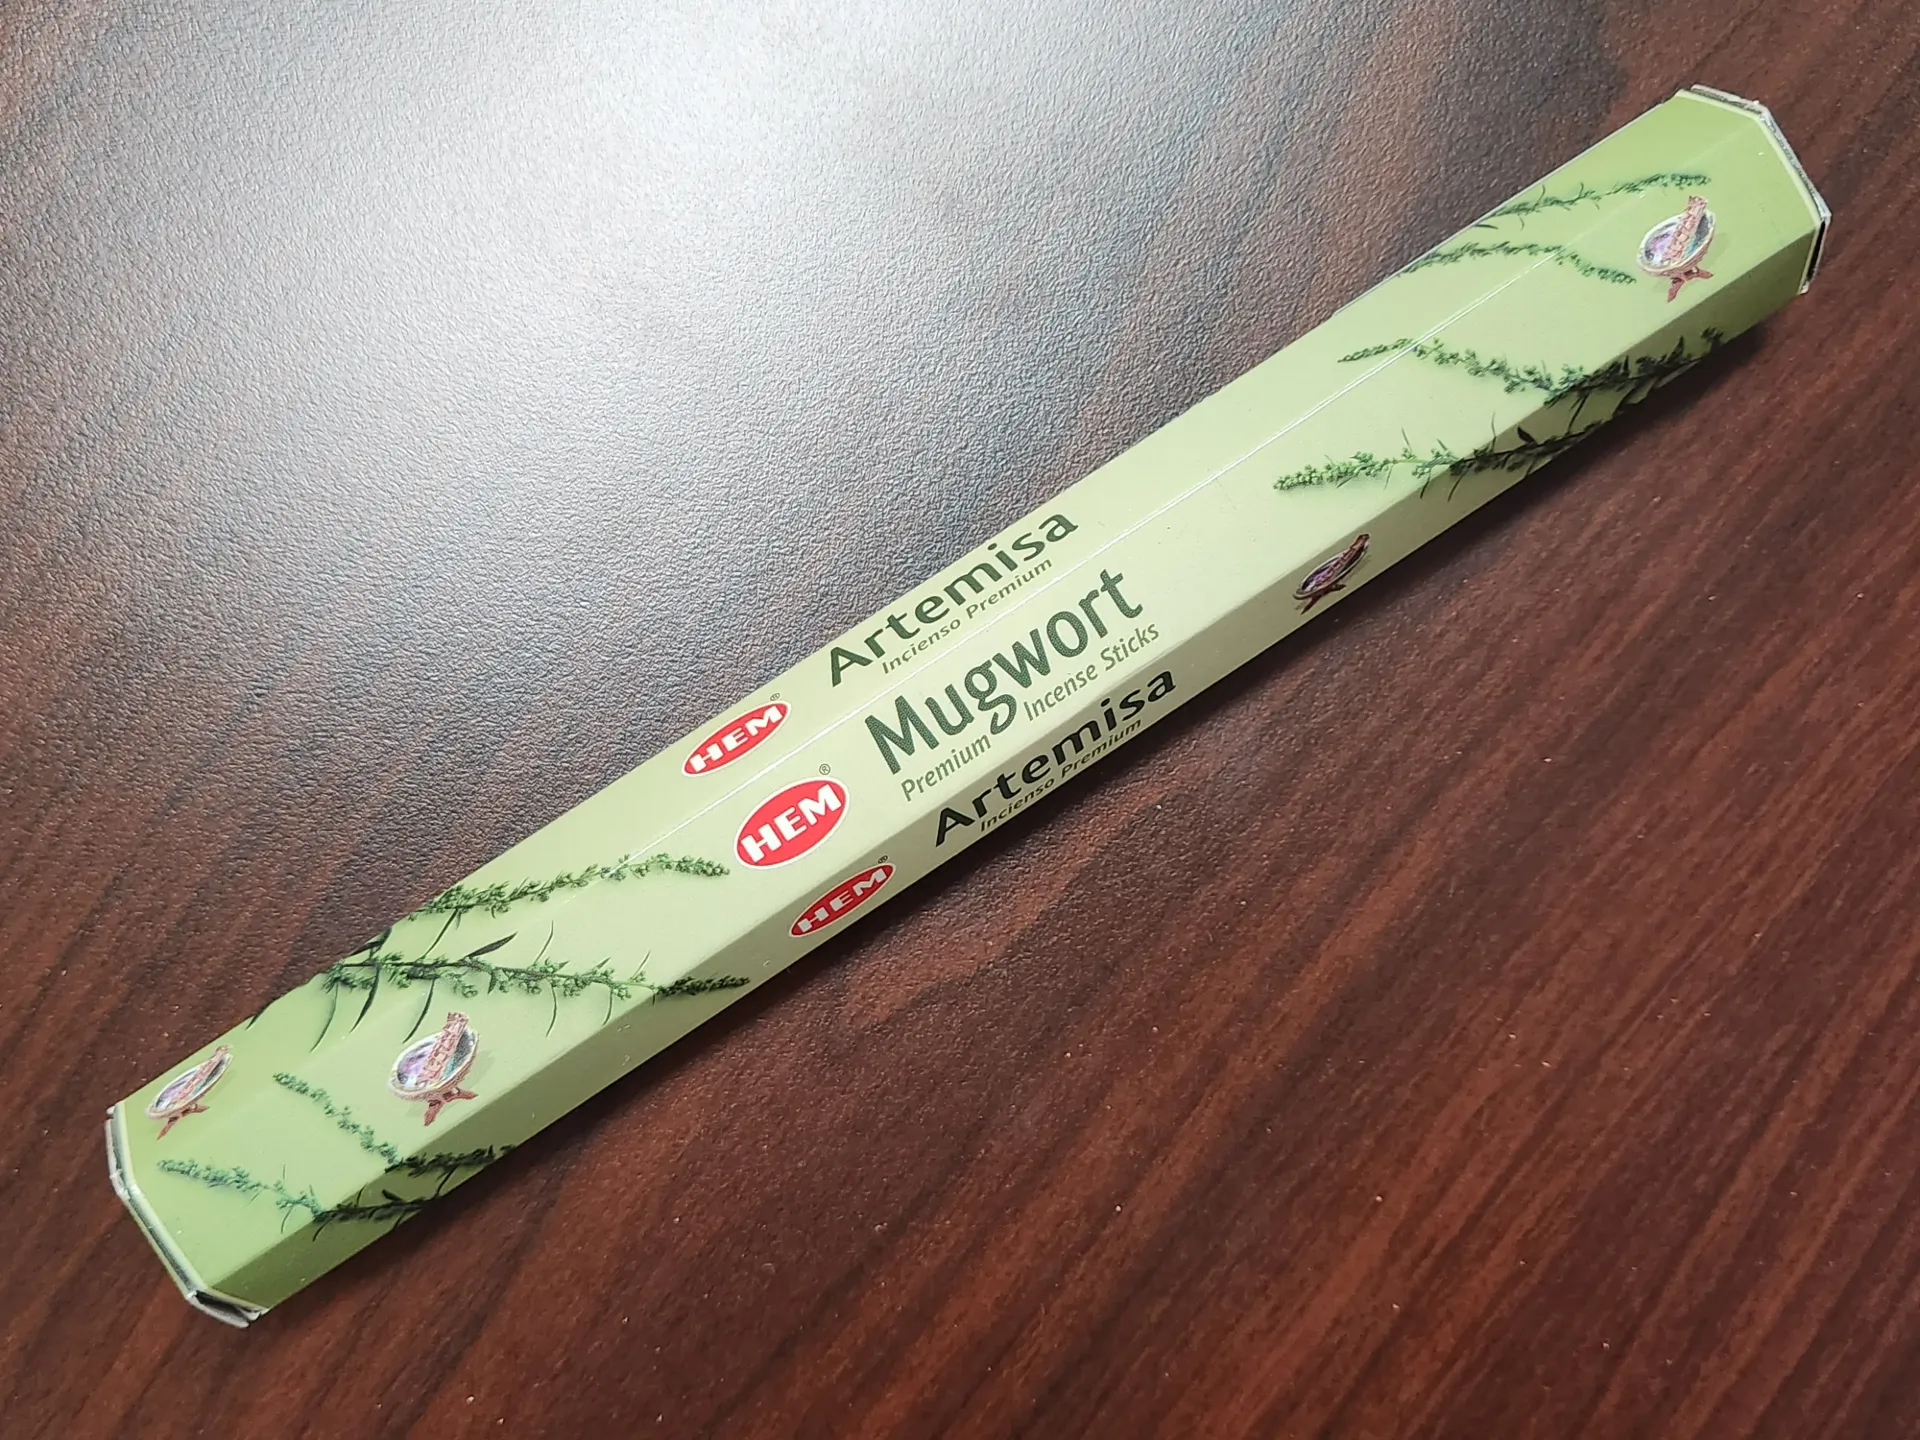 HEM®
Artemisa
Incienso Premium
HEM®
Mugwort
Premium Incense Sticks
HEM®
Artemisa
Incienso Premium